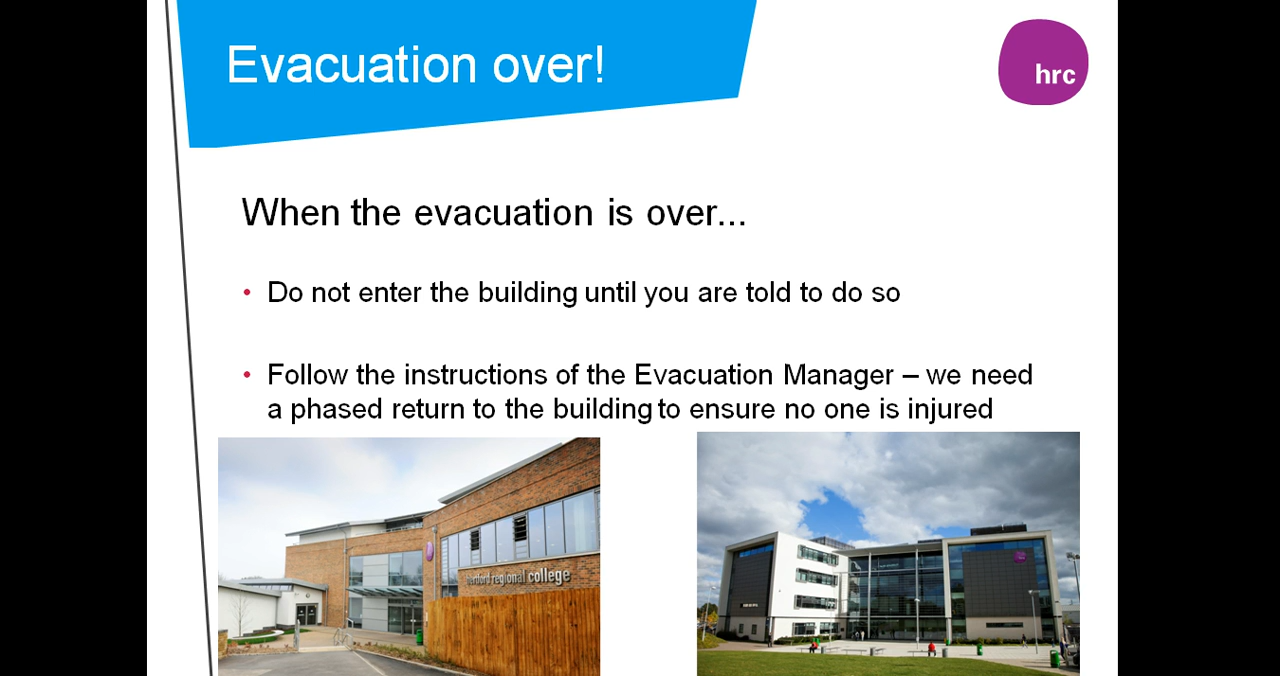 Evacuation over!
hrc
When the evacuation is over...
• Do not enter the building until you are told to do so
• Follow the instructions of the Evacuation Manager – we need
a phased return to the building to ensure no one is injured
hertford regional college